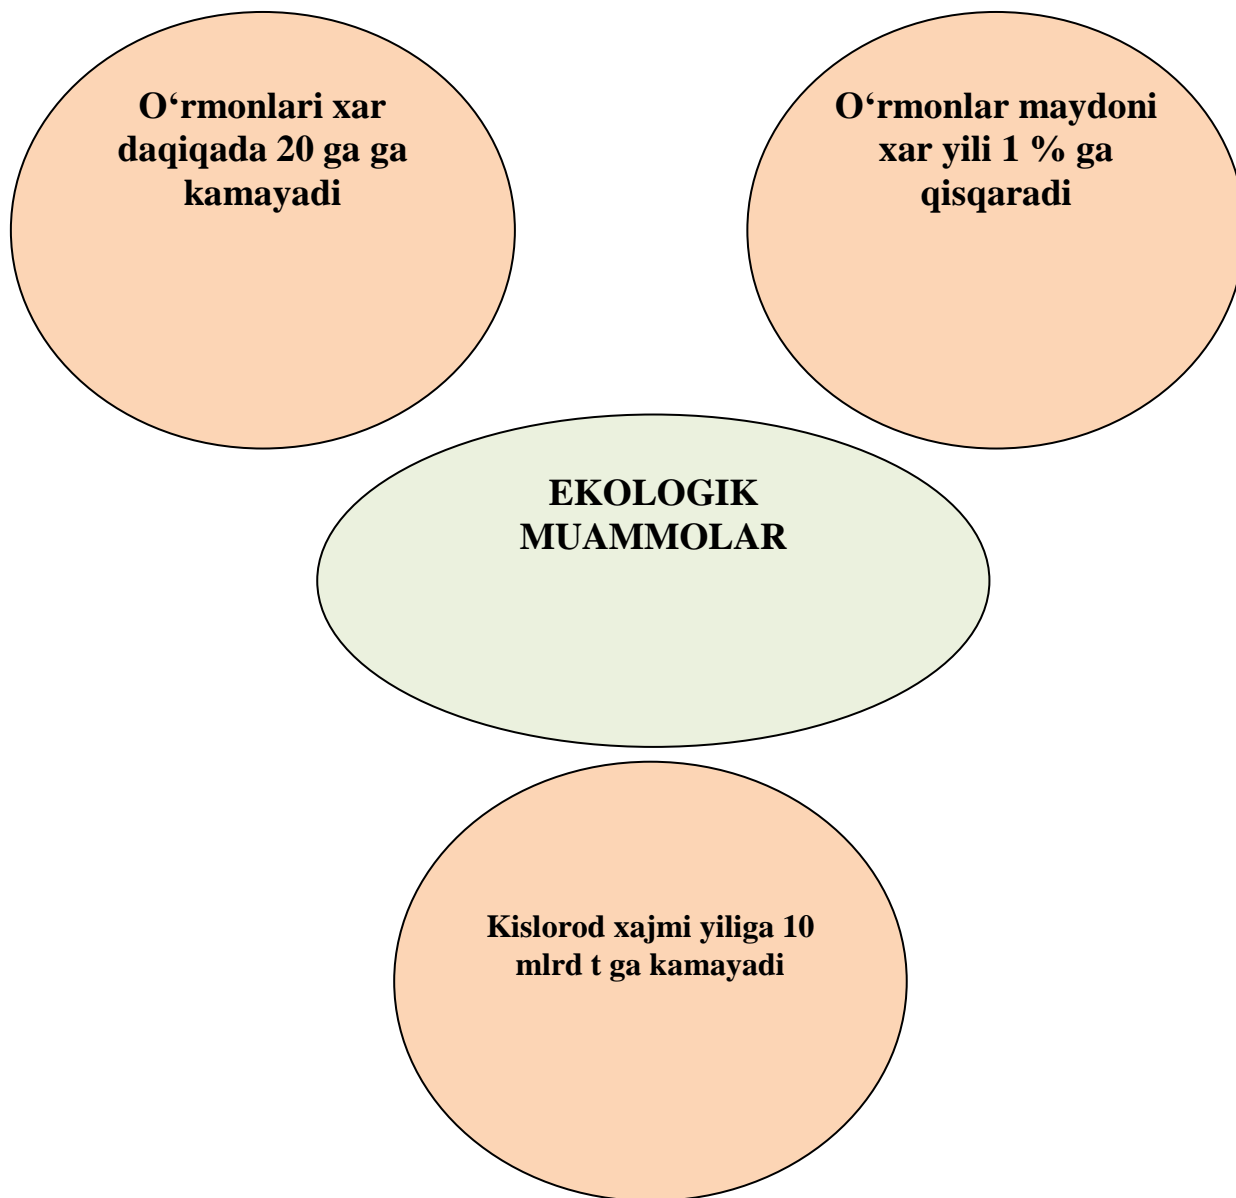 O‘rmonlari xar
daqiqada 20 ga ga
kamayadi
O‘rmonlar maydoni
xar yili 1 % ga
qisqaradi
EKOLOGIK
MUAMMOLAR
Kislorod xajmi yiliga 10
mlrd t ga kamayadi